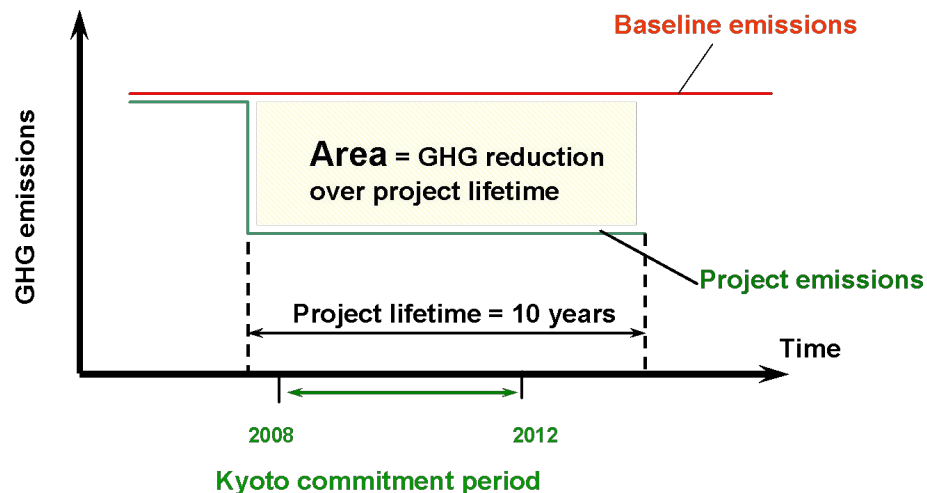 Baseline emissions
GHG emissions
Area = GHG reduction
over project lifetime
Project emissions
Project lifetime = 10 years
Time
2008
2012
Kyoto commitment period